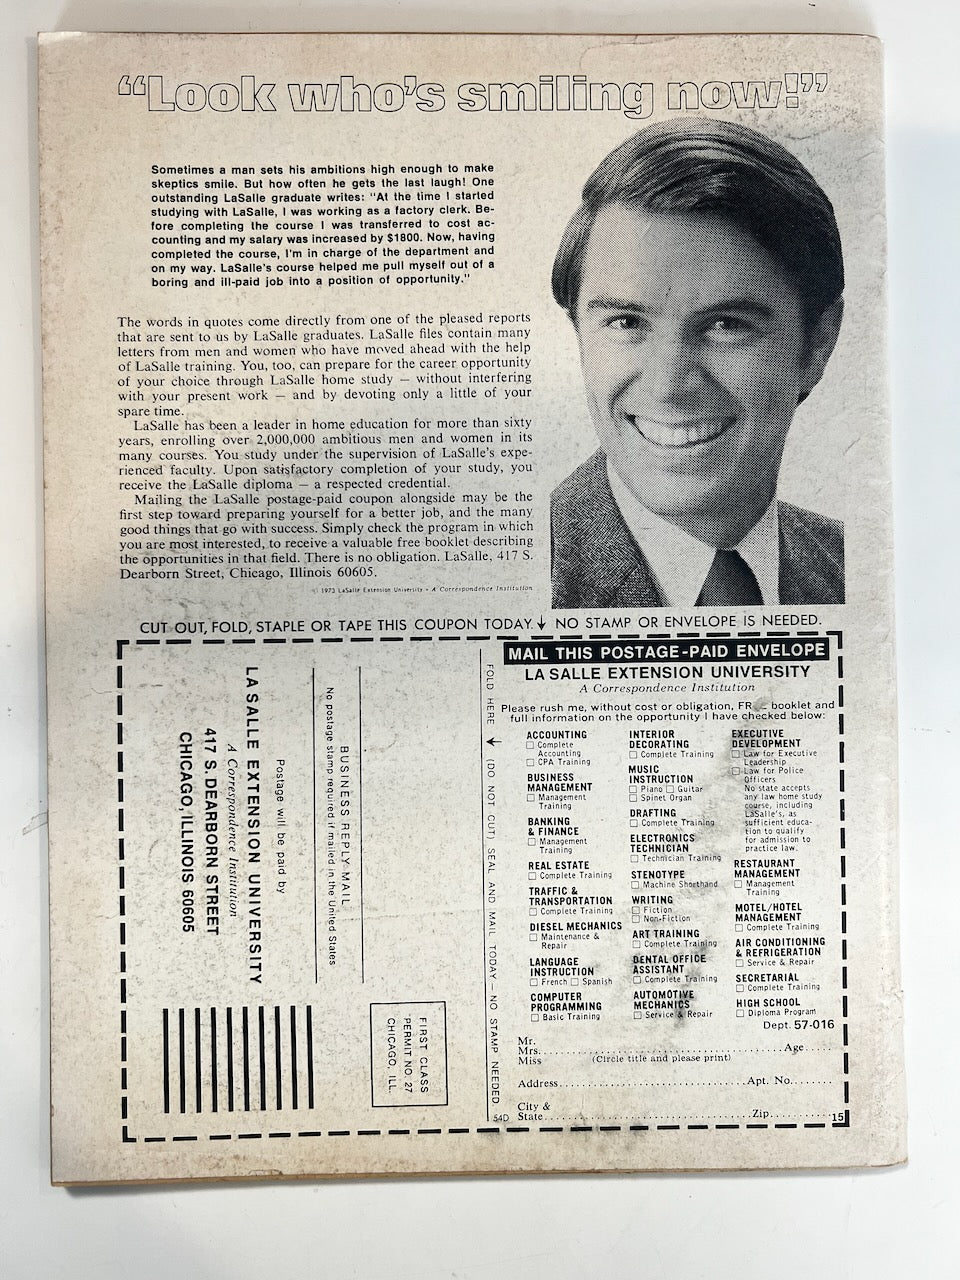 “Look who's smiling now!”
Sometimes a man sets his ambitions high enough to make
skeptics smile. But how often he gets the last laugh! One
outstanding LaSalle graduate writes: "At the time I started
studying with LaSalle, I was working as a factory clerk. Be-
fore completing the course I was transferred to cost ac-
counting and my salary was increased by $1800. Now, having
completed the course, I'm in charge of the department and
on my way. LaSalle's course helped me pull myself out of a
boring and ill-paid job into a position of opportunity."
The words in quotes come directly from one of the pleased reports
that are sent to us by LaSalle graduates. LaSalle files contain many
letters from men and women who have moved ahead with the help
of LaSalle training. You, too, can prepare for the career opportunity
of your choice through LaSalle home study — without interfering
with your present work — and by devoting only a little of your
spare time.
LaSalle has been a leader in home education for more than sixty
years, enrolling over 2,000,000 ambitious men and women in its
many courses. You study under the supervision of LaSalle's expe-
rienced faculty. Upon satisfactory completion of your study, you
receive the LaSalle diploma — a respected credential.
Mailing the LaSalle postage-paid coupon alongside may be the
first step toward preparing yourself for a better job, and the many
good things that go with success. Simply check the program in which
you are most interested, to receive a valuable free booklet describing
the opportunities in that field. There is no obligation. LaSalle, 417 S.
Dearborn Street, Chicago, Illinois 60605.
© 1973 LaSalle Extension University • A Correspondence Institution
CUT OUT, FOLD, STAPLE OR TAPE THIS COUPON TODAY. ↓ NO STAMP OR ENVELOPE IS NEEDED.
FIRST CLASS
PERMIT NO. 27
CHICAGO, ILL.
BUSINESS REPLY MAIL
No postage stamp required if mailed in the United States
Postage will be paid by
LA SALLE EXTENSION UNIVERSITY
A Correspondence Institution
417 S. DEARBORN STREET
CHICAGO, ILLINOIS 60605
FOLD HERE ← (DO NOT CUT) SEAL AND MAIL TODAY — NO STAMP NEEDED
54D
MAIL THIS POSTAGE-PAID ENVELOPE
LA SALLE EXTENSION UNIVERSITY
A Correspondence Institution
Please rush me, without cost or obligation, booklet and
full information on the opportunity I have checked below:
ACCOUNTING
☐ Complete
Accounting
☐ CPA Training
BUSINESS
MANAGEMENT
☐ Management
Training
BANKING
& FINANCE
☐ Management
Training
REAL ESTATE
☐ Complete Training
TRAFFIC &
TRANSPORTATION
☐ Complete Training
DIESEL MECHANICS
☐ Maintenance &
Repair
LANGUAGE
INSTRUCTION
☐ French ☐ Spanish
COMPUTER
PROGRAMMING
☐ Basic Training
INTERIOR
DECORATING
☐ Complete Training
MUSIC
INSTRUCTION
☐ Piano ☐ Guitar
☐ Spinet Organ
DRAFTING
☐ Complete Training
ELECTRONICS
TECHNICIAN
☐ Technician Training
STENOTYPE
☐ Machine Shorthand
WRITING
☐ Fiction
☐ Non-Fiction
ART TRAINING
☐ Complete Training
DENTAL OFFICE
ASSISTANT
☐ Complete Training
AUTOMOTIVE
MECHANICS
☐ Service & Repair
EXECUTIVE
DEVELOPMENT
☐ Law for Executive
Leadership
☐ Law for Police
Officers
No state accepts
any law home study
course, including
LaSalle's, as
sufficient educa-
tion to qualify
for admission to
practice law.
RESTAURANT
MANAGEMENT
☐ Management
Training
MOTEL/HOTEL
MANAGEMENT
☐ Complete Training
AIR CONDITIONING
& REFRIGERATION
☐ Service & Repair
SECRETARIAL
☐ Complete Training
HIGH SCHOOL
☐ Diploma Program
Dept. 57-016
Mr.
Mrs. Age
Miss (Circle title and please print)
Address Apt. No.
City &
State Zip
15